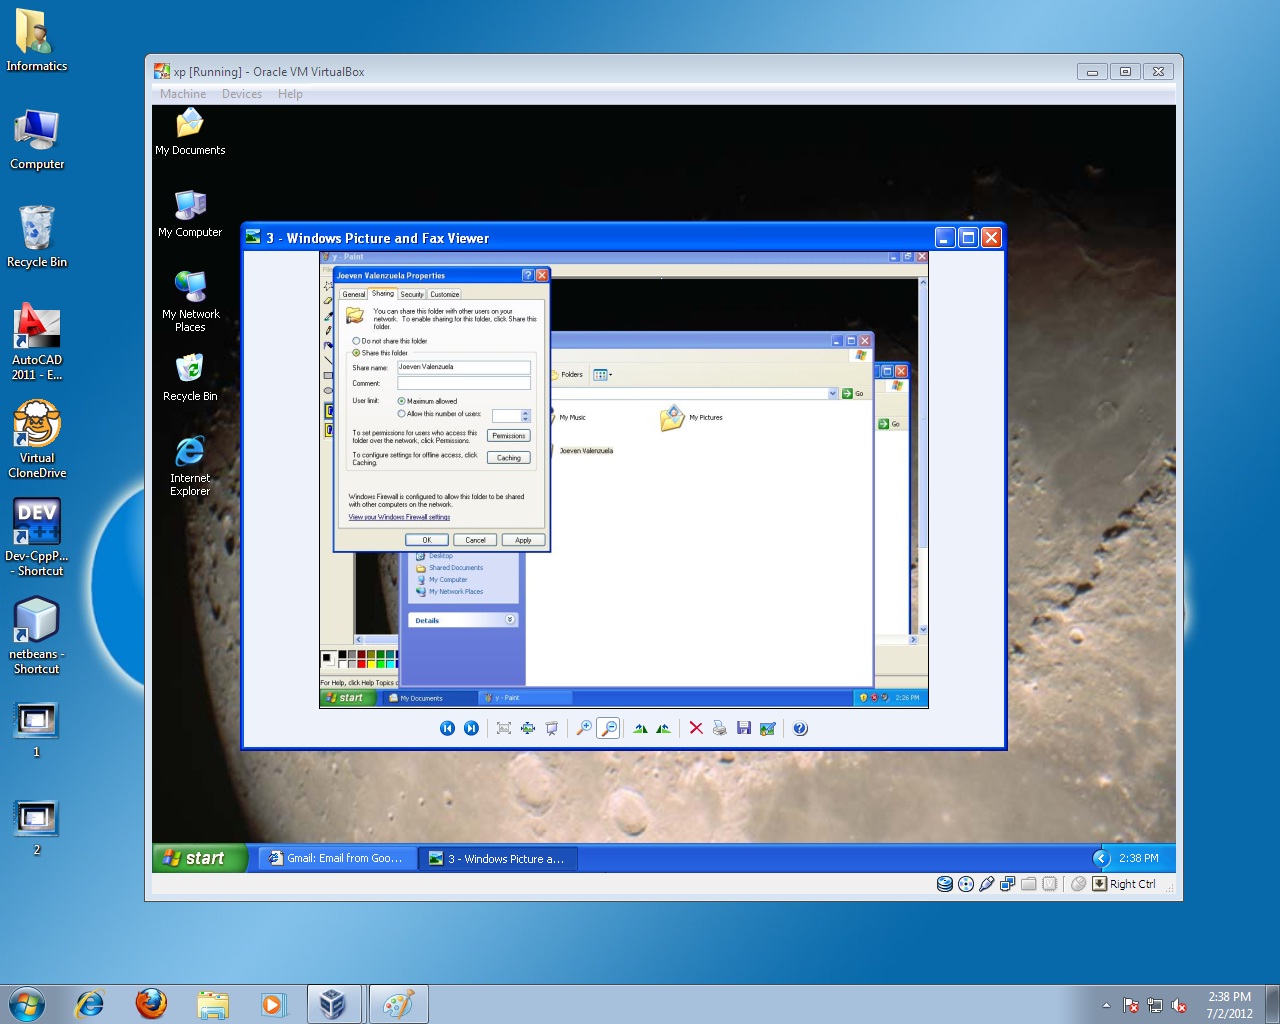 Informatics
Computer
Recycle Bin
AutoCAD
2011 - E...
Virtual
CloneDrive
DEV
C++
Dev-CppP...
- Shortcut
netbeans -
Shortcut
1
2
xp [Running] - Oracle VM VirtualBox
Machine Devices Help
My Documents
My Computer
My Network
Places
Recycle Bin
Internet
Explorer
3 - Windows Picture and Fax Viewer
y - Paint
Joeven Valenzuela Properties
General Sharing Security Customize
You can share this folder with other users on your
network. To enable sharing for this folder, click Share this
folder.
Do not share this folder
Share this folder
Share name: Joeven Valenzuela
Comment:
User limit: Maximum allowed
Allow this number of users:
To set permissions for users who access this
folder over the network, click Permissions.
Permissions
To configure settings for offline access, click
Caching.
Caching
Windows Firewall is configured to allow this folder to be shared
with other computers on the network.
View your Windows Firewall settings
OK Cancel Apply
Folders
Go
Go
My Music My Pictures
Joeven Valenzuela
Desktop
Shared Documents
My Computer
My Network Places
Details
For Help, click Help Topics
start My Documents y - Paint 2:26 PM
start Gmail: Email from Goo... 3 - Windows Picture a... 2:38 PM
Right Ctrl
2:38 PM
7/2/2012